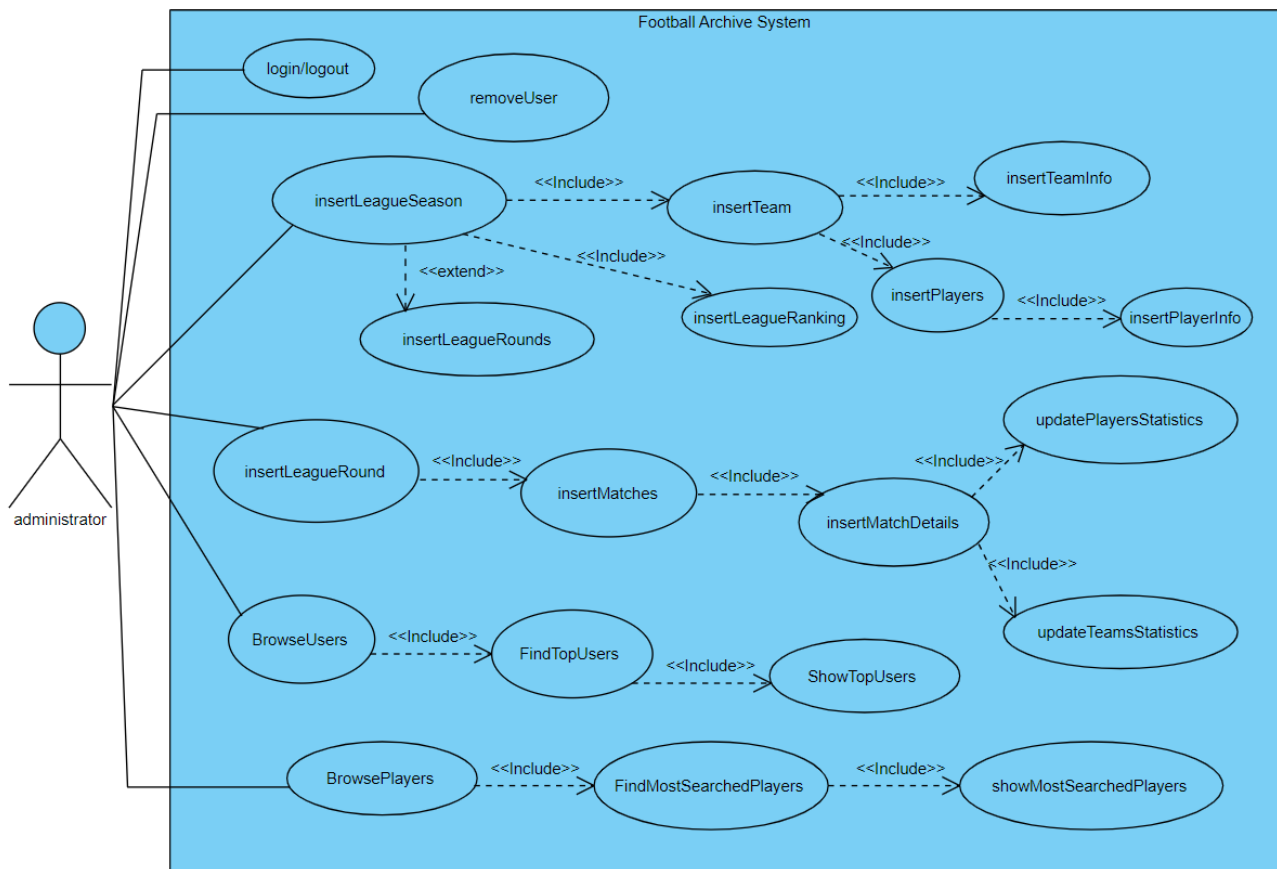 Football Archive System
login/logout
removeUser
insertLeagueSeason
<<Include>>
insertTeam
<<Include>>
insertTeamInfo
<<extend>>
<<Include>>
<<Include>>
insertPlayers
<<Include>>
insertPlayerInfo
insertLeagueRounds
insertLeagueRanking
administrator
insertLeagueRound
<<Include>>
insertMatches
<<Include>>
insertMatchDetails
<<Include>>
updatePlayersStatistics
<<Include>>
updateTeamsStatistics
BrowseUsers
<<Include>>
FindTopUsers
<<Include>>
ShowTopUsers
BrowsePlayers
<<Include>>
FindMostSearchedPlayers
<<Include>>
showMostSearchedPlayers